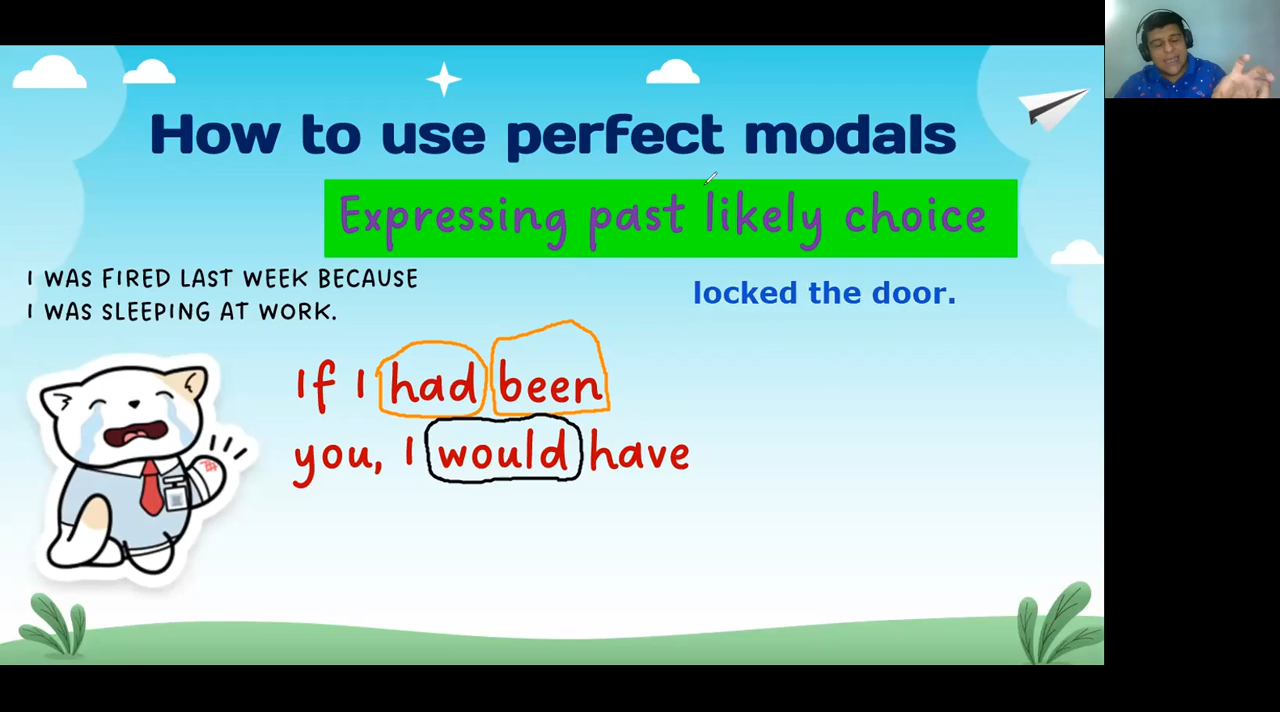 How to use perfect modals
Expressing past likely choice
I WAS FIRED LAST WEEK BECAUSE
I WAS SLEEPING AT WORK.
locked the door.
If I had been
you, I would have